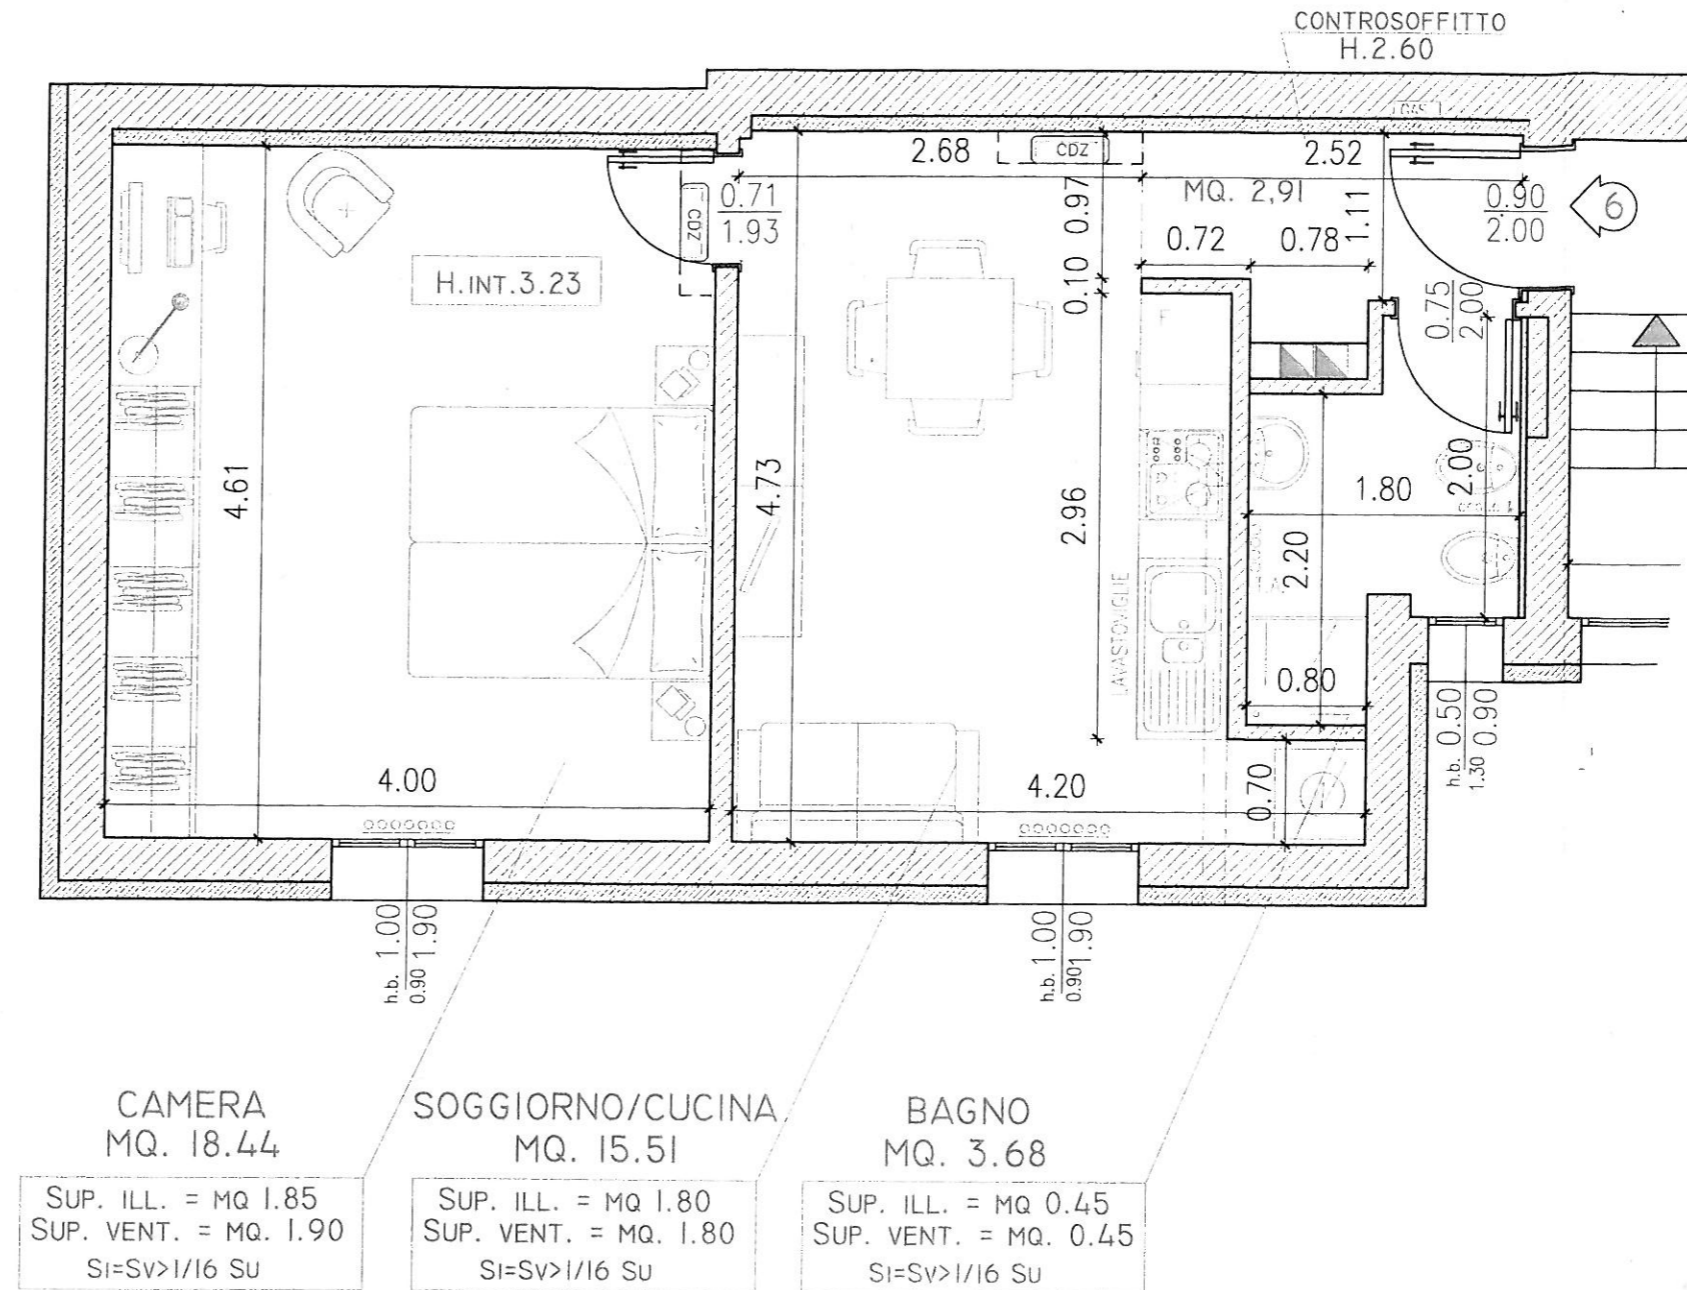 CONTROSOFFITTO
H.2.60
GAS
CDZ
2.68
2.52
0.71
1.93
CDZ
MQ. 2,91
0.97
1.11
0.90
2.00
6
0.72
0.78
H.INT.3.23
0.10
0.75
2.00
F
4.61
4.73
2.96
1.80
2.00
2.20
LAVASTOVIGLIE
0.80
4.00
4.20
0.70
h.b. 0.50
1.30 0.90
h.b. 1.00
0.90 1.90
h.b. 1.00
0.90 1.90
CAMERA
MQ. 18.44
SUP. ILL. = MQ 1.85
SUP. VENT. = MQ. 1.90
SI=SV>1/16 SU
SOGGIORNO/CUCINA
MQ. 15.51
SUP. ILL. = MQ 1.80
SUP. VENT. = MQ. 1.80
SI=SV>1/16 SU
BAGNO
MQ. 3.68
SUP. ILL. = MQ 0.45
SUP. VENT. = MQ. 0.45
SI=SV>1/16 SU